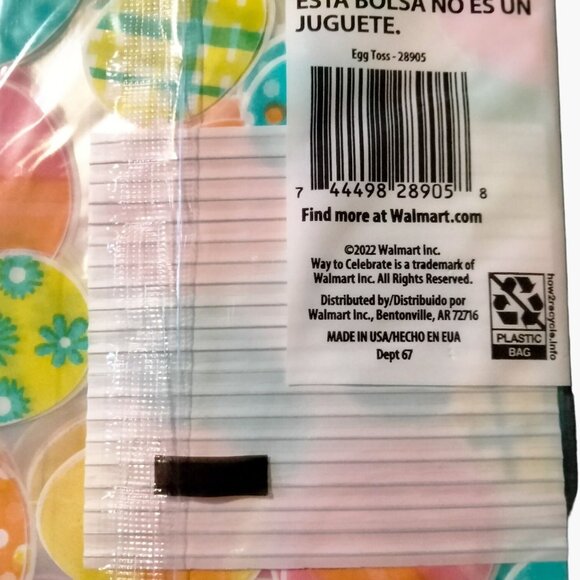 ESTA BOLSA NO ES UN
JUGUETE.
Egg Toss - 28905
7 44498 28905 8
Find more at Walmart.com
©2022 Walmart Inc.
Way to Celebrate is a trademark of
Walmart Inc. All Rights Reserved.
Distributed by/Distribuido por
Walmart Inc., Bentonville, AR 72716
MADE IN USA/HECHO EN EUA
Dept 67
PLASTIC
BAG
how2recycle.info